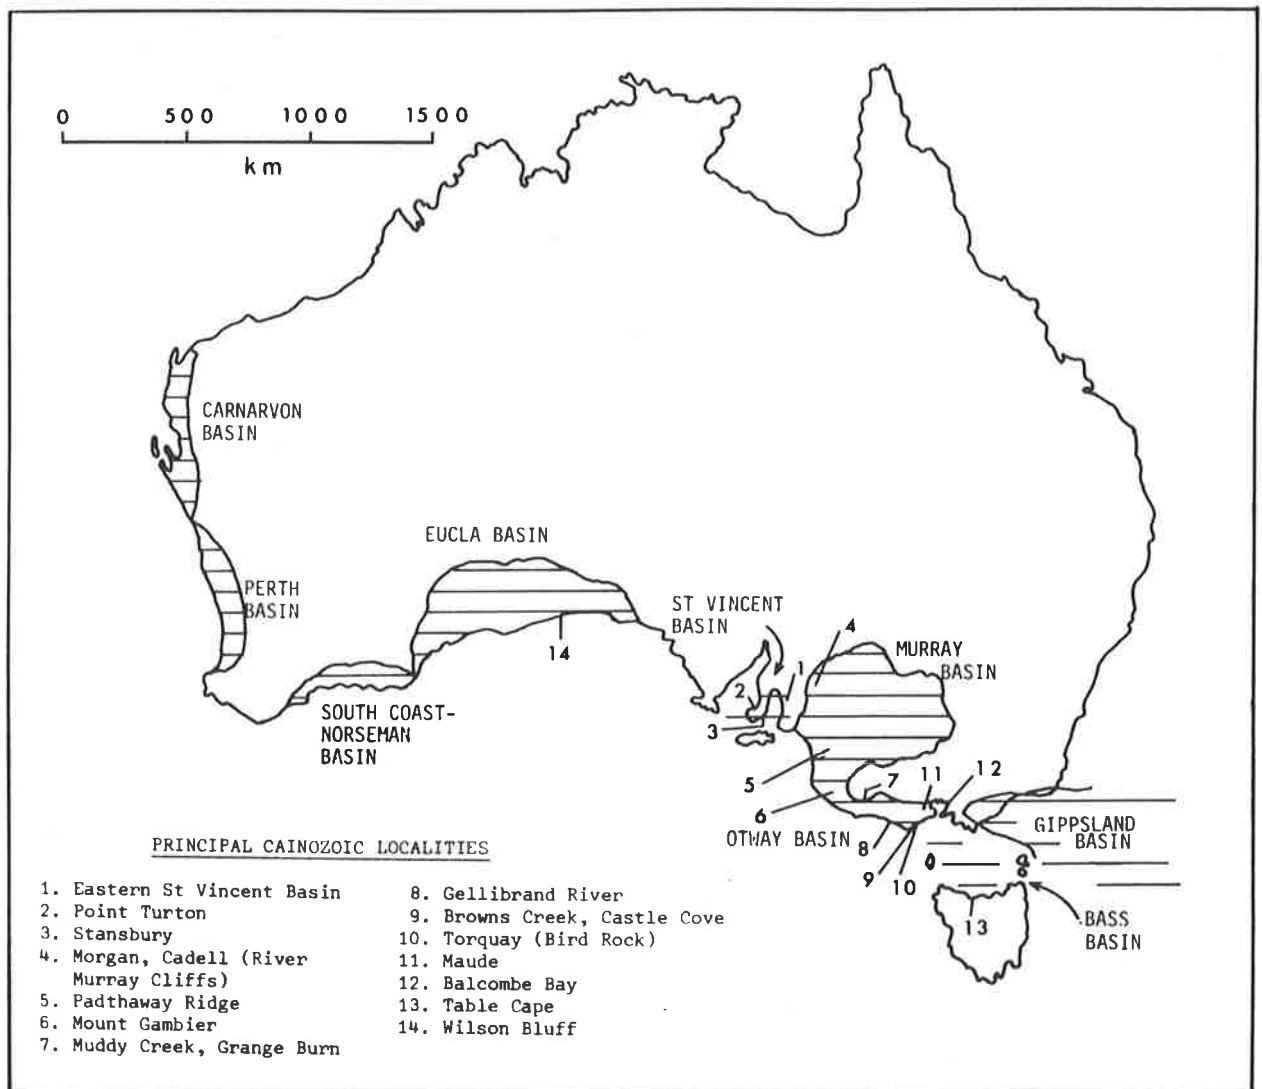 0 500 1000 1500
km
CARNARVON
BASIN
EUCLA BASIN
PERTH
BASIN
ST VINCENT
BASIN
4
MURRAY
BASIN
1
14
2
3
SOUTH COAST-
NORSEMAN
BASIN
5
7
11
12
6
OTWAY BASIN
8
9
10
GIPPSLAND
BASIN
13
BASS
BASIN
PRINCIPAL CAINOZOIC LOCALITIES
1. Eastern St Vincent Basin
2. Point Turton
3. Stansbury
4. Morgan, Cadell (River
Murray Cliffs)
5. Padthaway Ridge
6. Mount Gambier
7. Muddy Creek, Grange Burn
8. Gellibrand River
9. Browns Creek, Castle Cove
10. Torquay (Bird Rock)
11. Maude
12. Balcombe Bay
13. Table Cape
14. Wilson Bluff